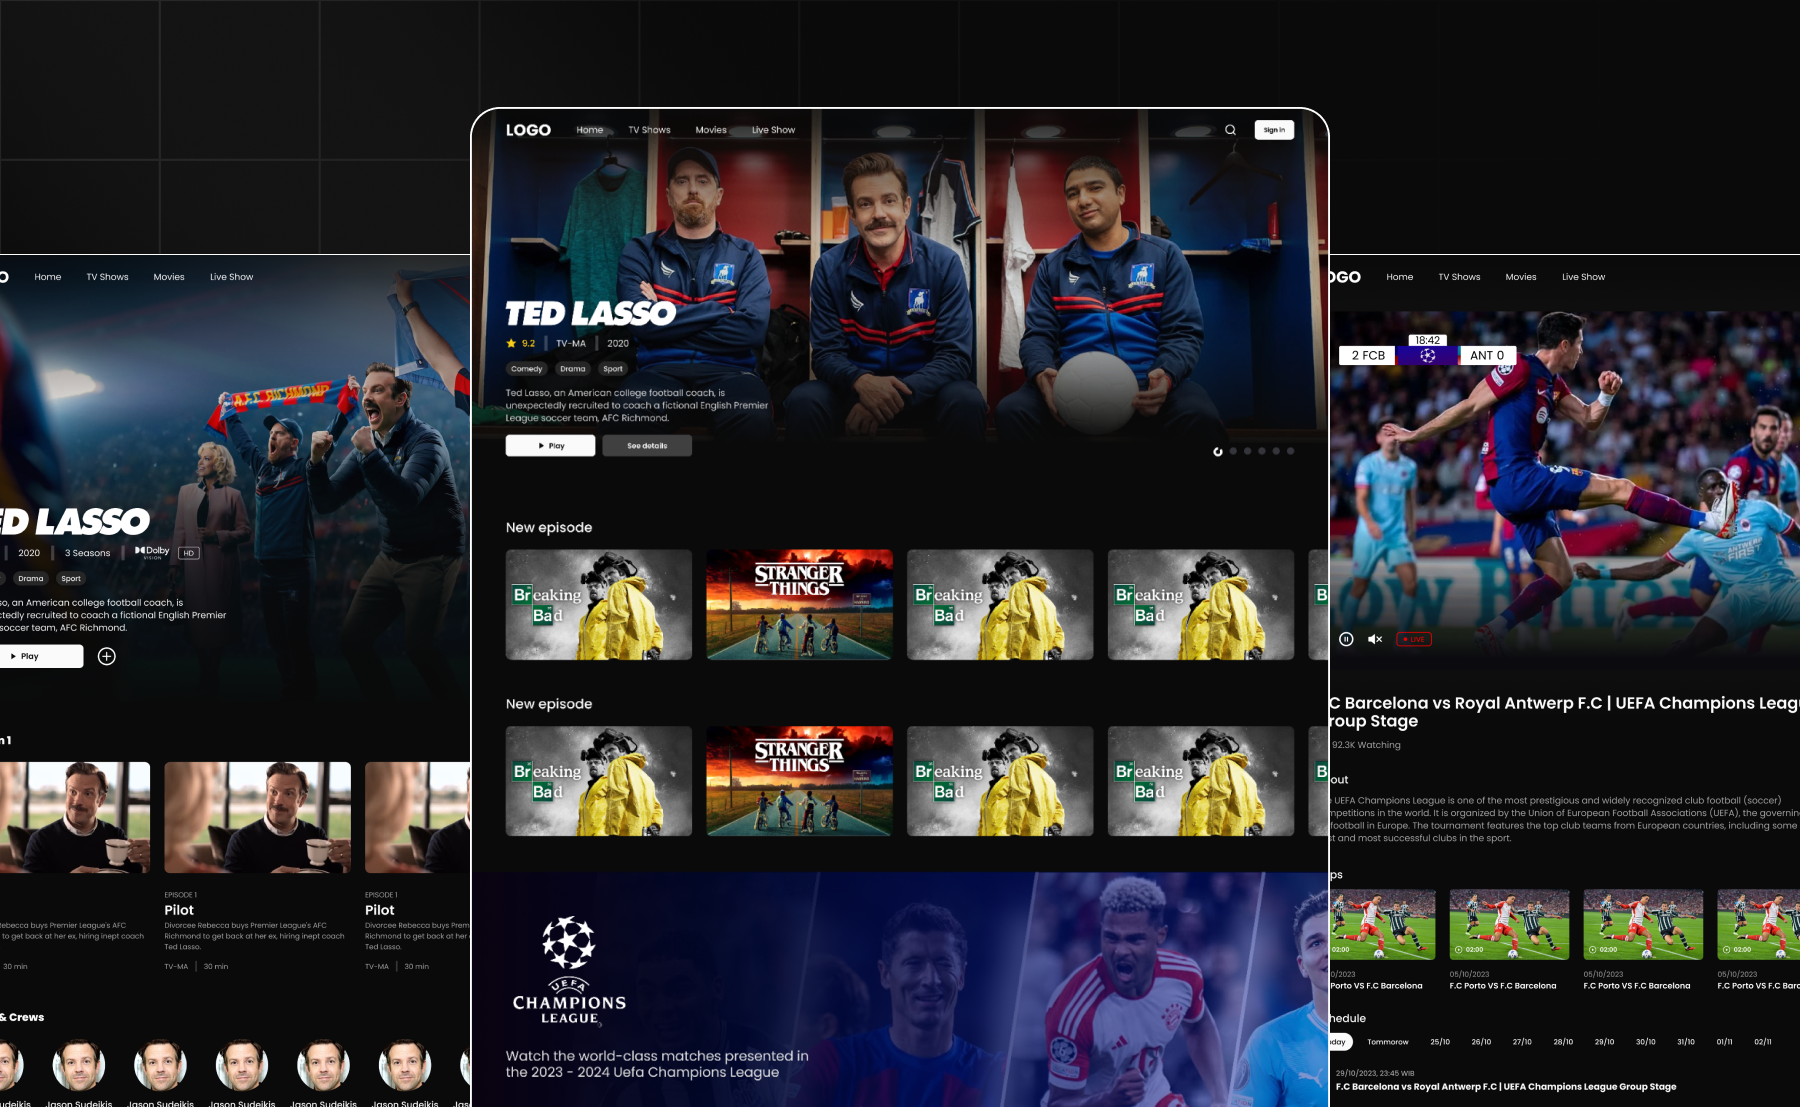 O
Home
TV Shows
Movies
Live Show
A.F.C. RICHMOND
ED LASSO
2020
3 Seasons
Dolby
VISION
HD
Drama
Sport
so, an American college football coach, is
ctedly recruited to coach a fictional English Premier
soccer team, AFC Richmond.
Play
n 1
EPISODE 1
Pilot
Rebecca buys Premier League's AFC
to get back at her ex, hiring inept coach
30 min
Divorcee Rebecca buys Premier League's AFC
Richmond to get back at her ex, hiring inept coach
Ted Lasso.
TV-MA
30 min
EPISODE 1
Pilot
Divorcee Rebecca buys Prem
Richmond to get back at her
Ted Lasso.
TV-MA
30 min
& Crews
udeikis
Jason Sudeikis
Jason Sudeikis
Jason Sudeikis
Jason Sudeikis
Jason Sudeikis
Jas
LOGO
Home
TV Shows
Movies
Live Show
Sign in
TED LASSO
9.2
TV-MA
2020
Comedy
Drama
Sport
Ted Lasso, an American college football coach, is
unexpectedly recruited to coach a fictional English Premier
League soccer team, AFC Richmond.
Play
See details
New episode
Breaking
Bad
STRANGER
THINGS
Breaking
Bad
Breaking
Bad
B
New episode
Breaking
Bad
STRANGER
THINGS
Breaking
Bad
Breaking
Bad
B
UEFA
CHAMPIONS
LEAGUE
Watch the world-class matches presented in
the 2023 - 2024 Uefa Champions League
OGO
Home
TV Shows
Movies
Live Show
18:42
2 FCB
ANT 0
ANTWERP
FIRST
LIVE
C Barcelona vs Royal Antwerp F.C | UEFA Champions Leagu
roup Stage
92.3K Watching
out
UEFA Champions League is one of the most prestigious and widely recognized club football (soccer)
mpetitions in the world. It is organized by the Union of European Football Associations (UEFA), the governing
football in Europe. The tournament features the top club teams from European countries, including some
t and most successful clubs in the sport.
ps
02:00
02:00
02:00
02:00
0/2023
Porto VS F.C Barcelona
05/10/2023
F.C Porto VS F.C Barcelona
05/10/2023
F.C Porto VS F.C Barcelona
05/10/2023
F.C Porto VS F.C Barc
hedule
oday
Tommorow
25/10
26/10
27/10
28/10
29/10
30/10
31/10
01/11
02/11
29/10/2023, 23:45 WIB
F.C Barcelona vs Royal Antwerp F.C | UEFA Champions League Group Stage